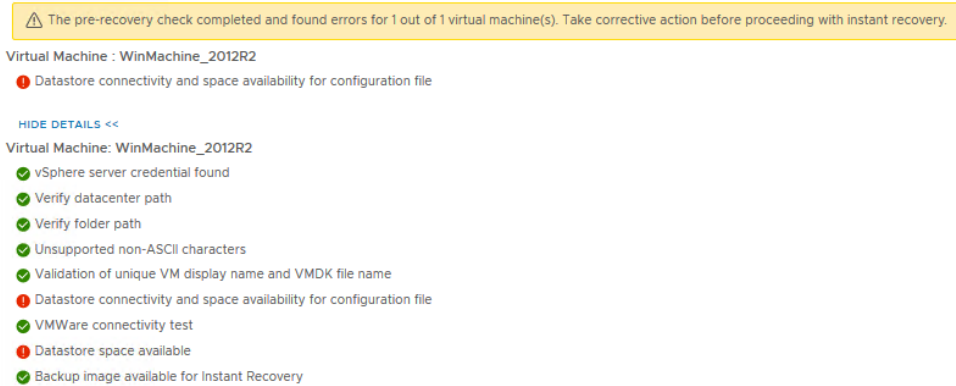 The pre-recovery check completed and found errors for 1 out of 1 virtual machine(s). Take corrective action before proceeding with instant recovery.
Virtual Machine : WinMachine_2012R2
Datastore connectivity and space availability for configuration file
HIDE DETAILS <<
Virtual Machine: WinMachine_2012R2
vSphere server credential found
Verify datacenter path
Verify folder path
Unsupported non-ASCII characters
Validation of unique VM display name and VMDK file name
Datastore connectivity and space availability for configuration file
VMWare connectivity test
Datastore space available
Backup image available for Instant Recovery